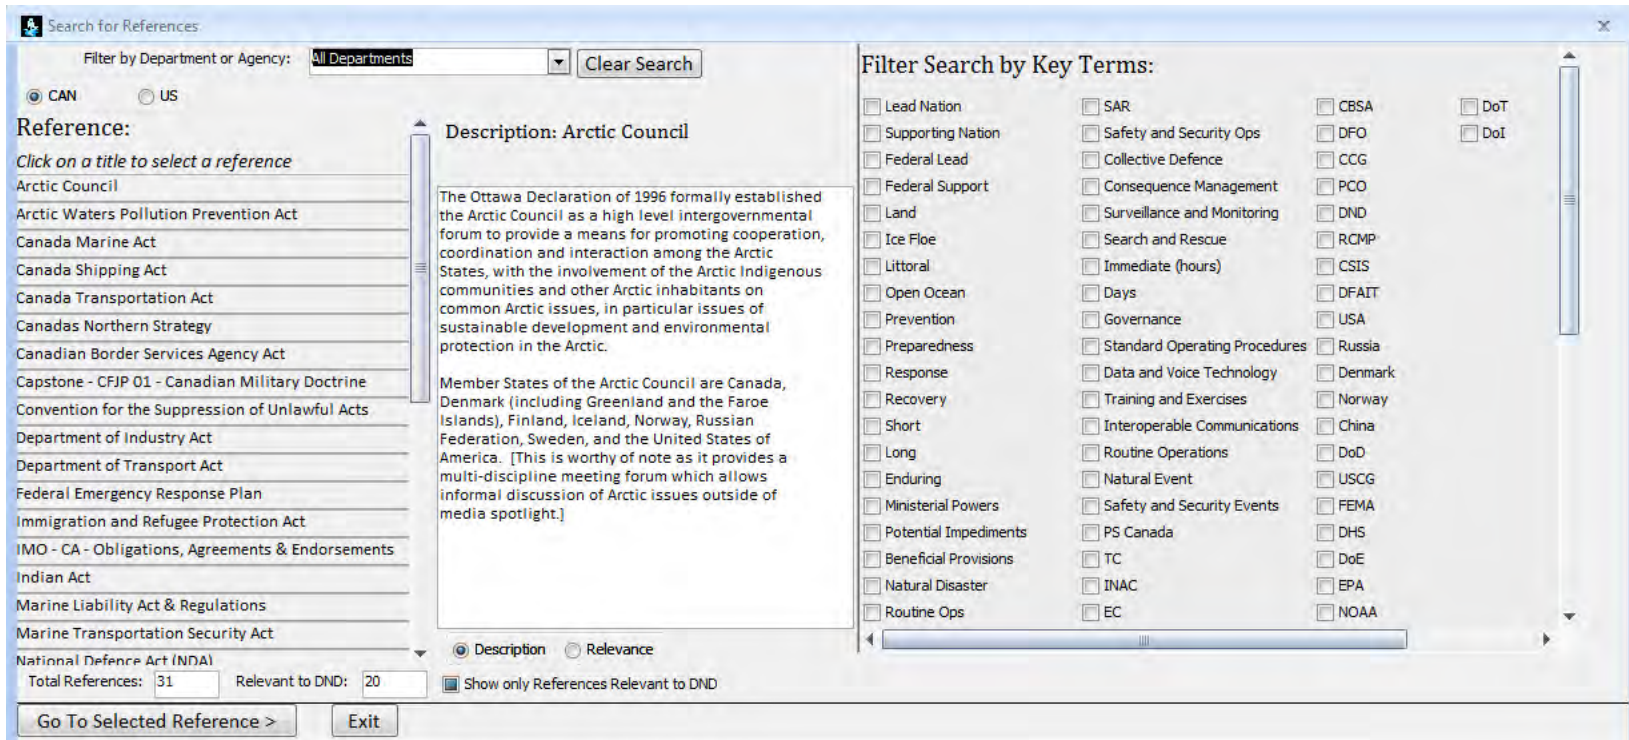 Search for References
Filter by Department or Agency: All Departments Clear Search
CAN US
Reference:
Click on a title to select a reference
Arctic Council
Arctic Waters Pollution Prevention Act
Canada Marine Act
Canada Shipping Act
Canada Transportation Act
Canadas Northern Strategy
Canadian Border Services Agency Act
Capstone - CFJP 01 - Canadian Military Doctrine
Convention for the Suppression of Unlawful Acts
Department of Industry Act
Department of Transport Act
Federal Emergency Response Plan
Immigration and Refugee Protection Act
IMO - CA - Obligations, Agreements & Endorsements
Indian Act
Marine Liability Act & Regulations
Marine Transportation Security Act
National Defence Act (NDA)
Total References: 31 Relevant to DND: 20
Description: Arctic Council
The Ottawa Declaration of 1996 formally established
the Arctic Council as a high level intergovernmental
forum to provide a means for promoting cooperation,
coordination and interaction among the Arctic
States, with the involvement of the Arctic Indigenous
communities and other Arctic inhabitants on
common Arctic issues, in particular issues of
sustainable development and environmental
protection in the Arctic.
Member States of the Arctic Council are Canada,
Denmark (including Greenland and the Faroe
Islands), Finland, Iceland, Norway, Russian
Federation, Sweden, and the United States of
America. [This is worthy of note as it provides a
multi-discipline meeting forum which allows
informal discussion of Arctic issues outside of
media spotlight.]
Description Relevance
Show only References Relevant to DND
Filter Search by Key Terms:
Lead Nation SAR CBSA DoT
Supporting Nation Safety and Security Ops DFO DoI
Federal Lead Collective Defence CCG
Federal Support Consequence Management PCO
Land Surveillance and Monitoring DND
Ice Floe Search and Rescue RCMP
Littoral Immediate (hours) CSIS
Open Ocean Days DFAIT
Prevention Governance USA
Preparedness Standard Operating Procedures Russia
Response Data and Voice Technology Denmark
Recovery Training and Exercises Norway
Short Interoperable Communications China
Long Routine Operations DoD
Enduring Natural Event USCG
Ministerial Powers Safety and Security Events FEMA
Potential Impediments PS Canada DHS
Beneficial Provisions TC DoE
Natural Disaster INAC EPA
Routine Ops EC NOAA
Go To Selected Reference > Exit